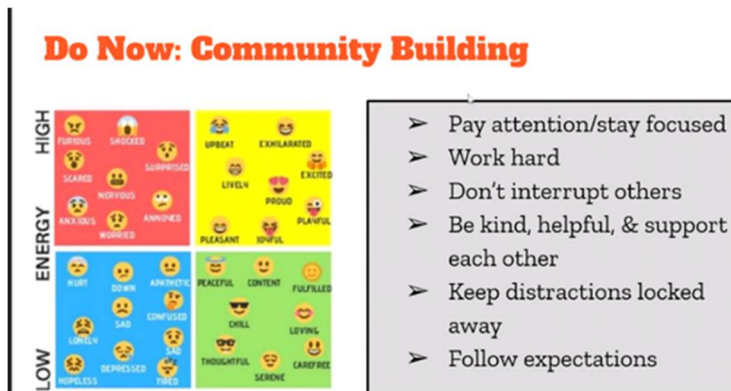 Do Now: Community Building
HIGH
ENERGY
LOW
FURIOUS
SHOCKED
SCARED
SURPRISED
NERVOUS
ANXIOUS
ANNOYED
WORRIED
UPBEAT
EXHILARATED
LIVELY
EXCITED
PROUD
PLAYFUL
PLEASANT
JOYFUL
HURT
DOWN
APATHETIC
SAD
CONFUSED
LONELY
SAD
HOPELESS
DEPRESSED
TIRED
PEACEFUL
CONTENT
FULFILLED
CHILL
LOVING
THOUGHTFUL
SERENE
CAREFREE
➢ Pay attention/stay focused
➢ Work hard
➢ Don't interrupt others
➢ Be kind, helpful, & support
each other
➢ Keep distractions locked
away
➢ Follow expectations